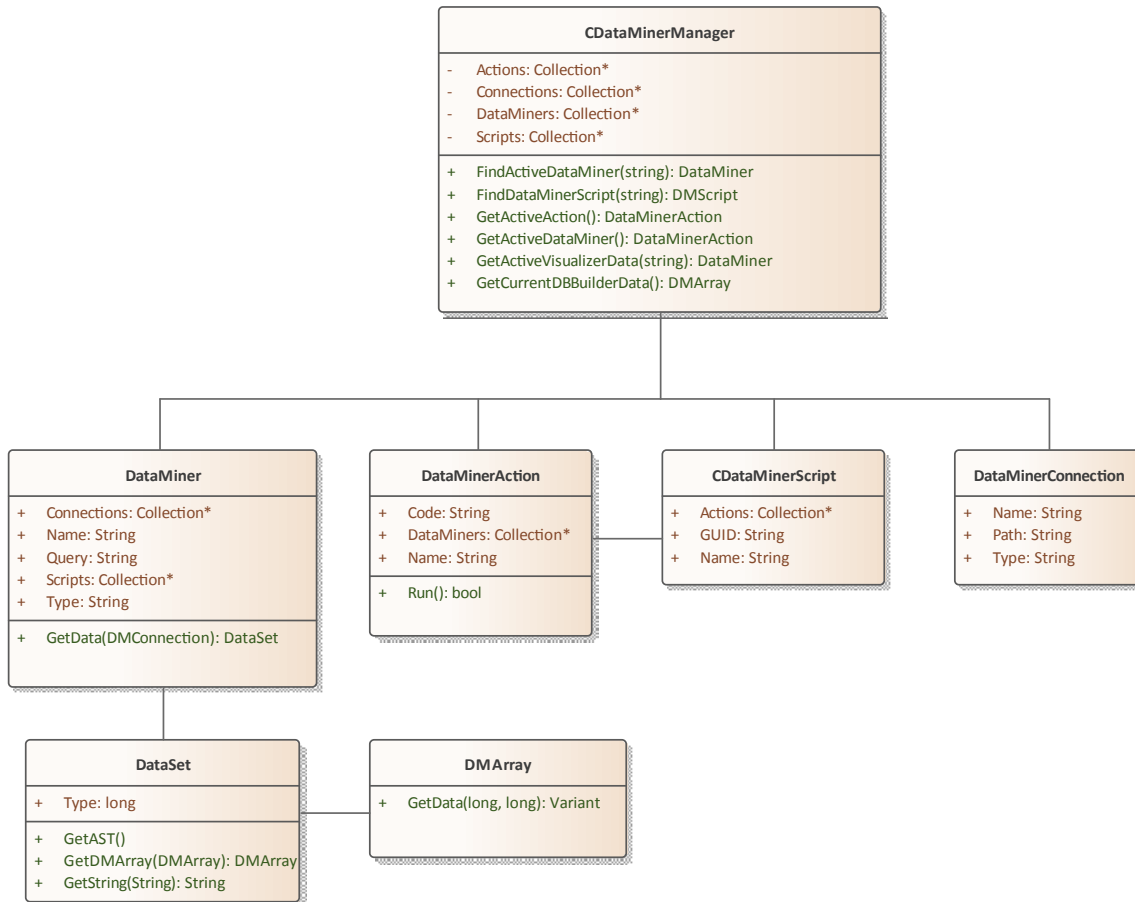 CDataMinerManager
- Actions: Collection*
- Connections: Collection*
- DataMiners: Collection*
- Scripts: Collection*
+ FindActiveDataMiner(string): DataMiner
+ FindDataMinerScript(string): DMScript
+ GetActiveAction(): DataMinerAction
+ GetActiveDataMiner(): DataMinerAction
+ GetActiveVisualizerData(string): DataMiner
+ GetCurrentDBBuilderData(): DMArray
DataMiner
+ Connections: Collection*
+ Name: String
+ Query: String
+ Scripts: Collection*
+ Type: String
+ GetData(DMConnection): DataSet
DataMinerAction
+ Code: String
+ DataMiners: Collection*
+ Name: String
+ Run(): bool
CDataMinerScript
+ Actions: Collection*
+ GUID: String
+ Name: String
DataMinerConnection
+ Name: String
+ Path: String
+ Type: String
DataSet
+ Type: long
+ GetAST()
+ GetDMArray(DMArray): DMArray
+ GetString(String): String
DMArray
+ GetData(long, long): Variant